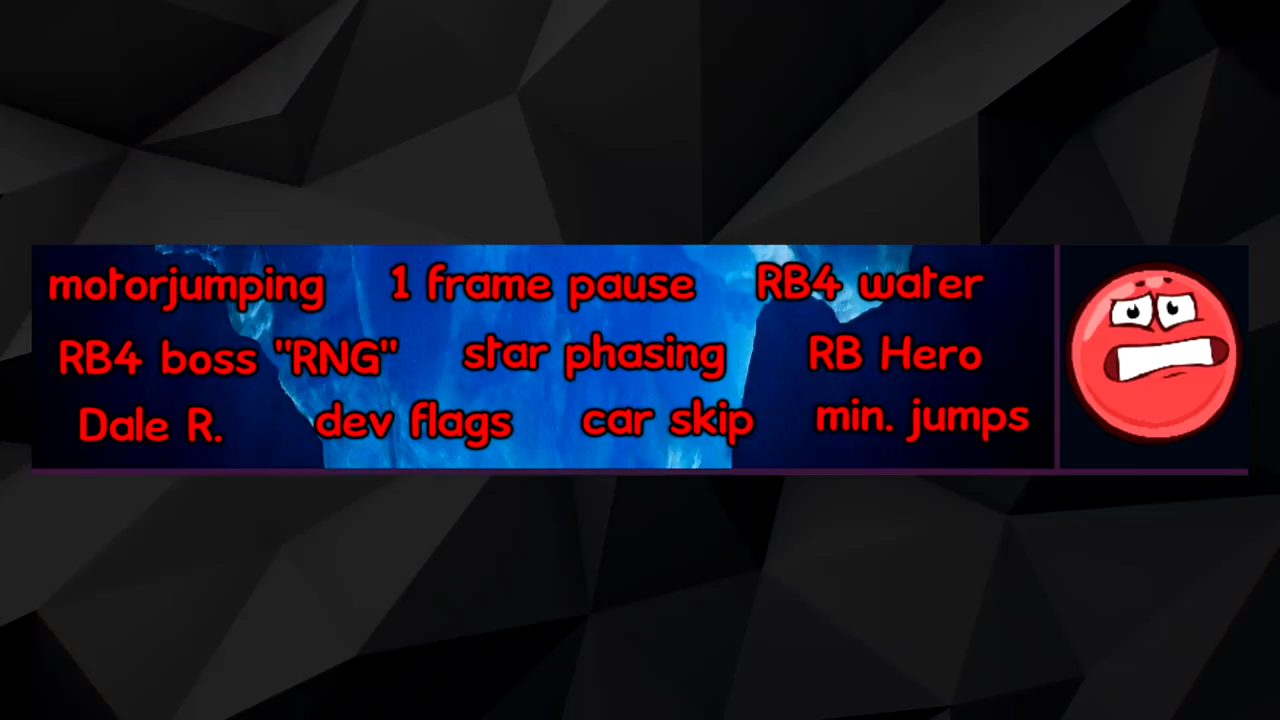 motorjumping 1 frame pause RB4 water
RB4 boss "RNG" star phasing RB Hero
Dale R. dev flags car skip min. jumps